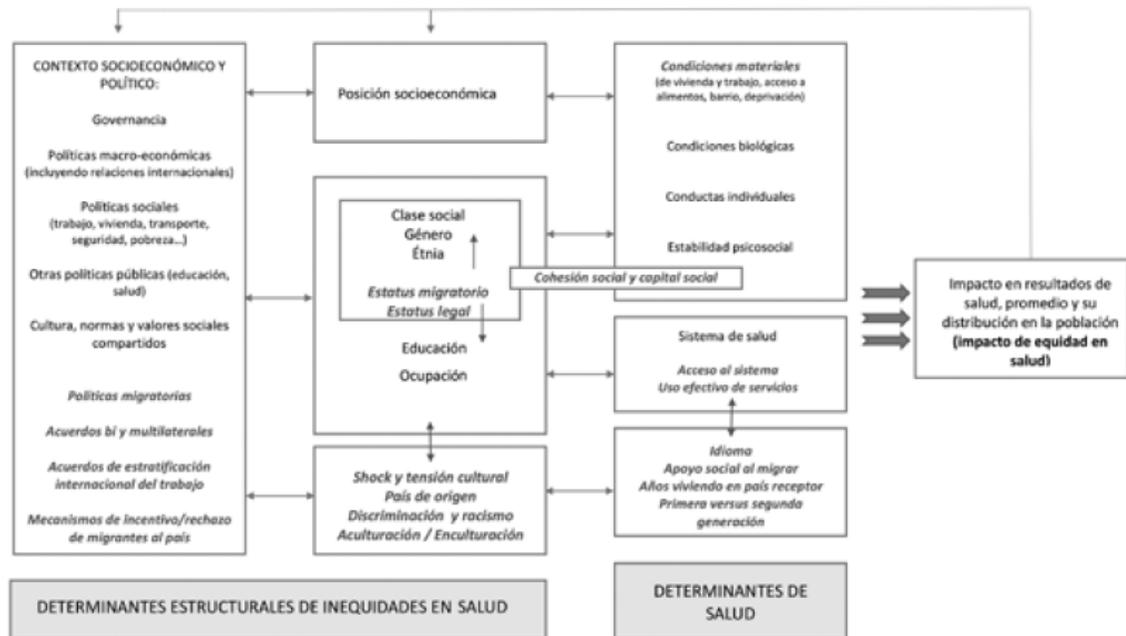 CONTEXTO SOCIOECONÓMICO Y
POLÍTICO:
Governancia
Políticas macro-económicas
(incluyendo relaciones internacionales)
Políticas sociales
(trabajo, vivienda, transporte,
seguridad, pobreza...)
Otras políticas públicas (educación,
salud)
Cultura, normas y valores sociales
compartidos
Políticas migratorias
Acuerdos bi y multilaterales
Acuerdos de estratificación
internacional del trabajo
Mecanismos de incentivo/rechazo
de migrantes al país
Posición socioeconómica
Clase social
Género
Étnia
Estatus migratorio
Estatus legal
Educación
Ocupación
Shock y tensión cultural
País de origen
Discriminación y racismo
Aculturación / Enculturación
Cohesión social y capital social
Condiciones materiales
(de vivienda y trabajo, acceso a
alimentos, barrio, deprivación)
Condiciones biológicas
Conductas individuales
Estabilidad psicosocial
Sistema de salud
Acceso al sistema
Uso efectivo de servicios
Idioma
Apoyo social al migrar
Años viviendo en país receptor
Primera versus segunda
generación
Impacto en resultados de
salud, promedio y su
distribución en la población
(impacto de equidad en
salud)
DETERMINANTES ESTRUCTURALES DE INEQUIDADES EN SALUD
DETERMINANTES DE
SALUD